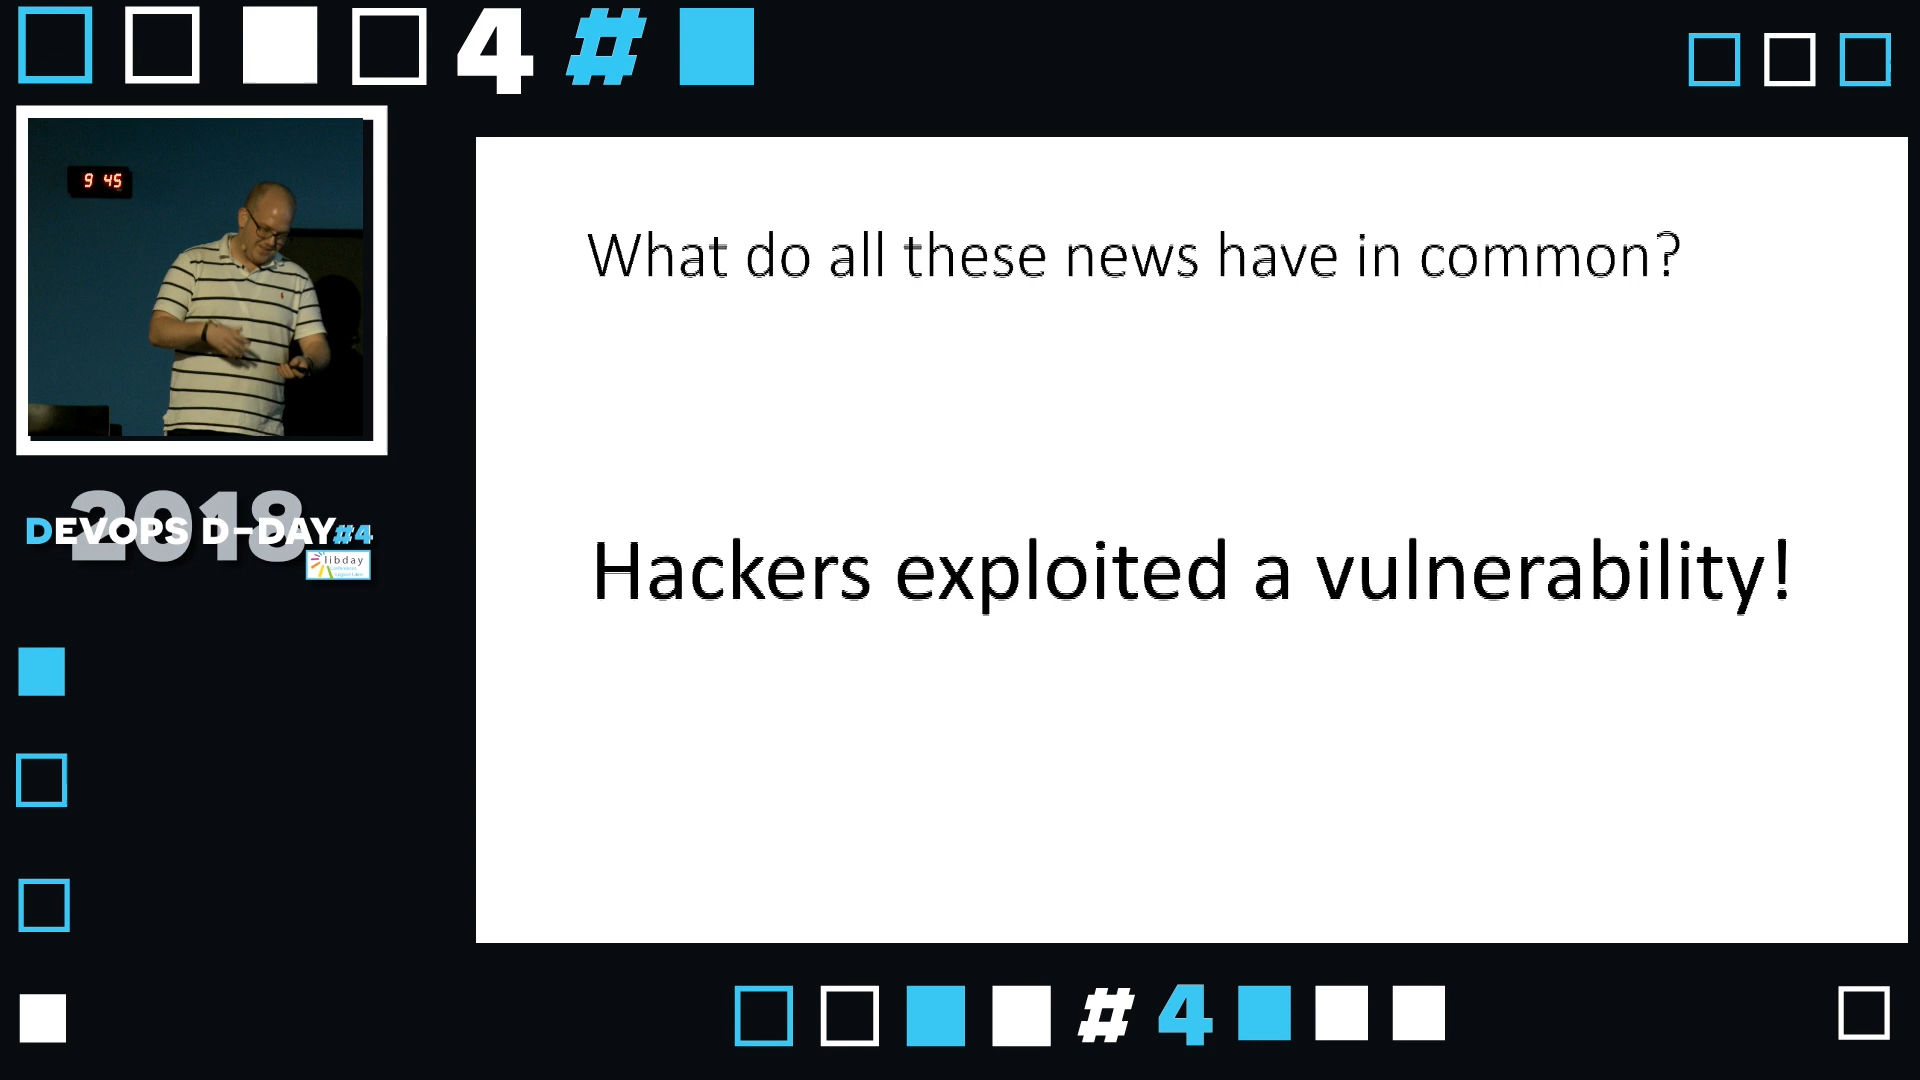 4 #
9 45
What do all these news have in common?
Hackers exploited a vulnerability!
2018
DEVOPS D-DAY#4
libday
# 4